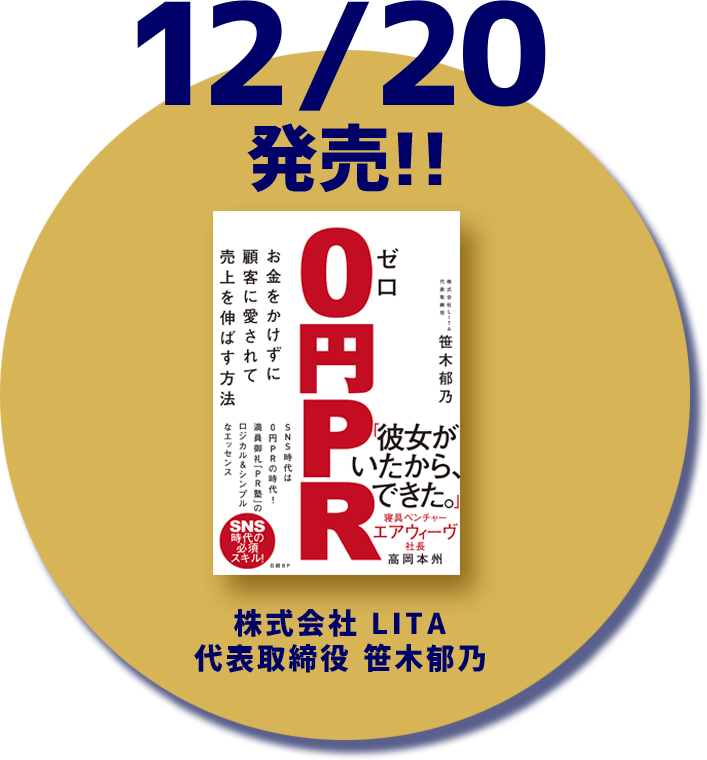 12/20
発売!!
株式会社LITA
代表取締役
笹木郁乃
ゼロ
0円PR
お金をかけずに
顧客に愛されて
売上を伸ばす方法
SNS時代は
0円PRの時代!
満員御礼「PR塾」の
ロジカル&シンプル
なエッセンス
「彼女が
いたから、
できた。」
寝具ベンチャー
エアウィーヴ
社長
高岡本州
SNS
時代の
必須
スキル!
日経BP
株式会社 LITA
代表取締役 笹木郁乃